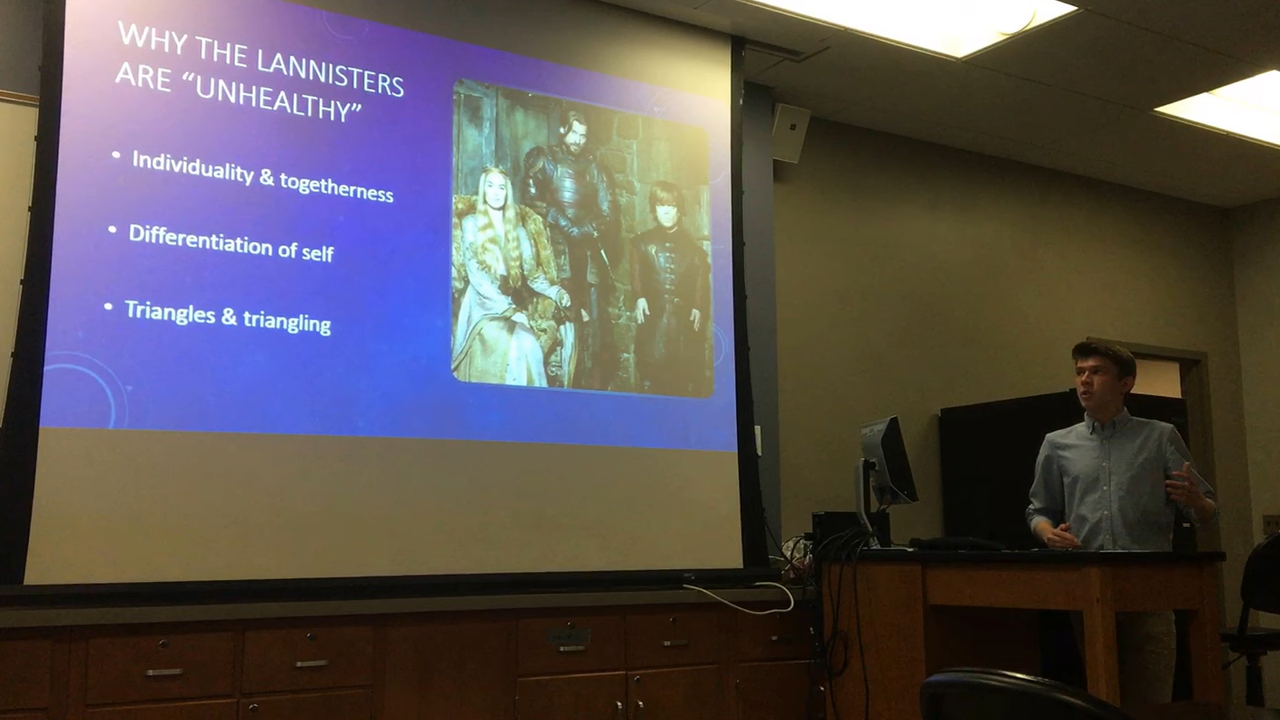 WHY THE LANNISTERS
ARE “UNHEALTHY”
• Individuality & togetherness
• Differentiation of self
• Triangles & triangling